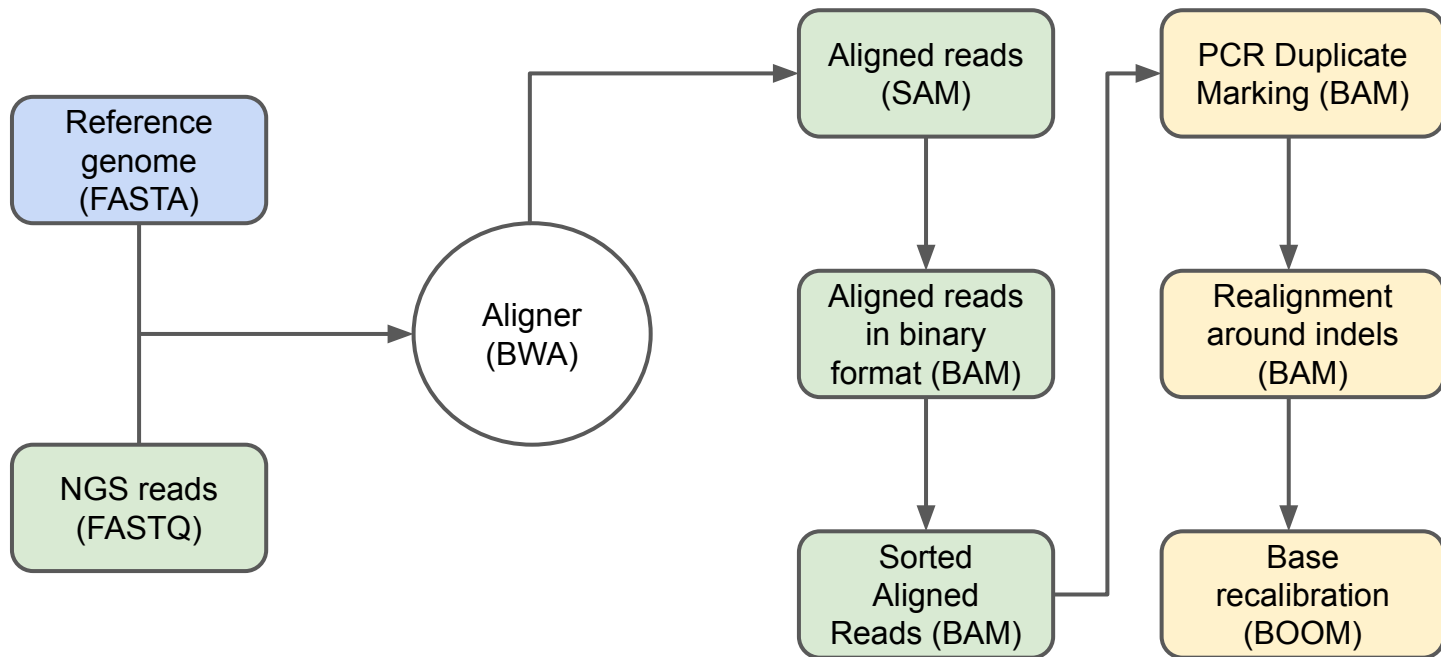 Reference
genome
(FASTA)
NGS reads
(FASTQ)
Aligner
(BWA)
Aligned reads
(SAM)
Aligned reads
in binary
format (BAM)
Sorted
Aligned
Reads (BAM)
PCR Duplicate
Marking (BAM)
Realignment
around indels
(BAM)
Base
recalibration
(BOOM)